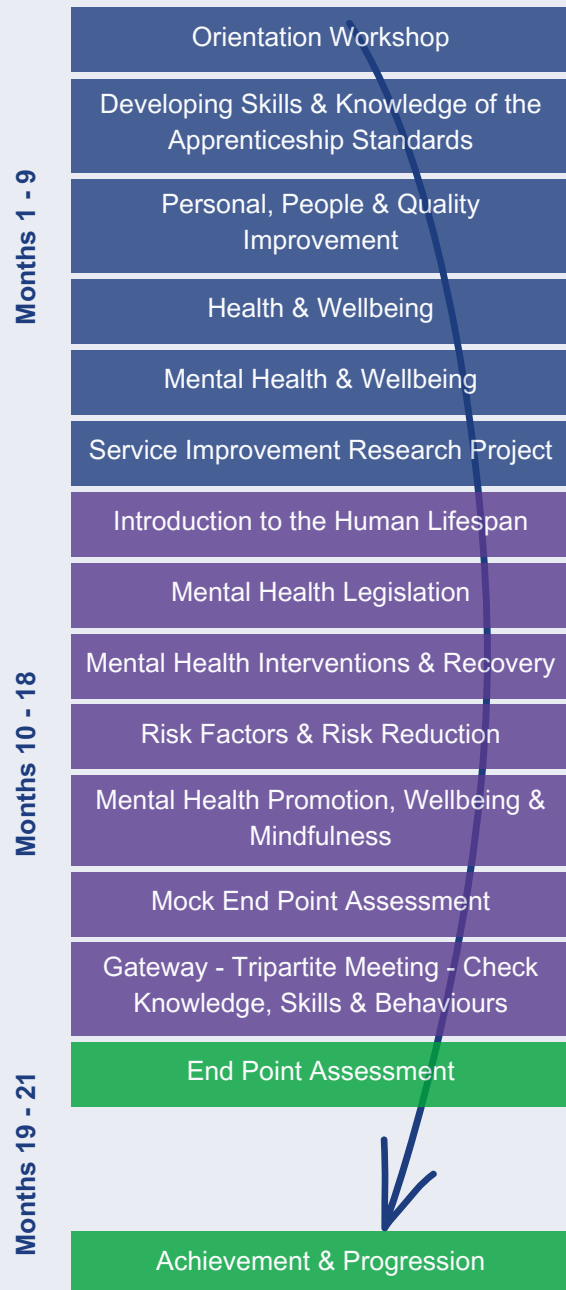 Months 1 - 9
Orientation Workshop
Developing Skills & Knowledge of the
Apprenticeship Standards
Personal, People & Quality
Improvement
Health & Wellbeing
Mental Health & Wellbeing
Service Improvement Research Project
Months 10 - 18
Introduction to the Human Lifespan
Mental Health Legislation
Mental Health Interventions & Recovery
Risk Factors & Risk Reduction
Mental Health Promotion, Wellbeing &
Mindfulness
Mock End Point Assessment
Gateway - Tripartite Meeting - Check
Knowledge, Skills & Behaviours
Months 19 - 21
End Point Assessment
Achievement & Progression